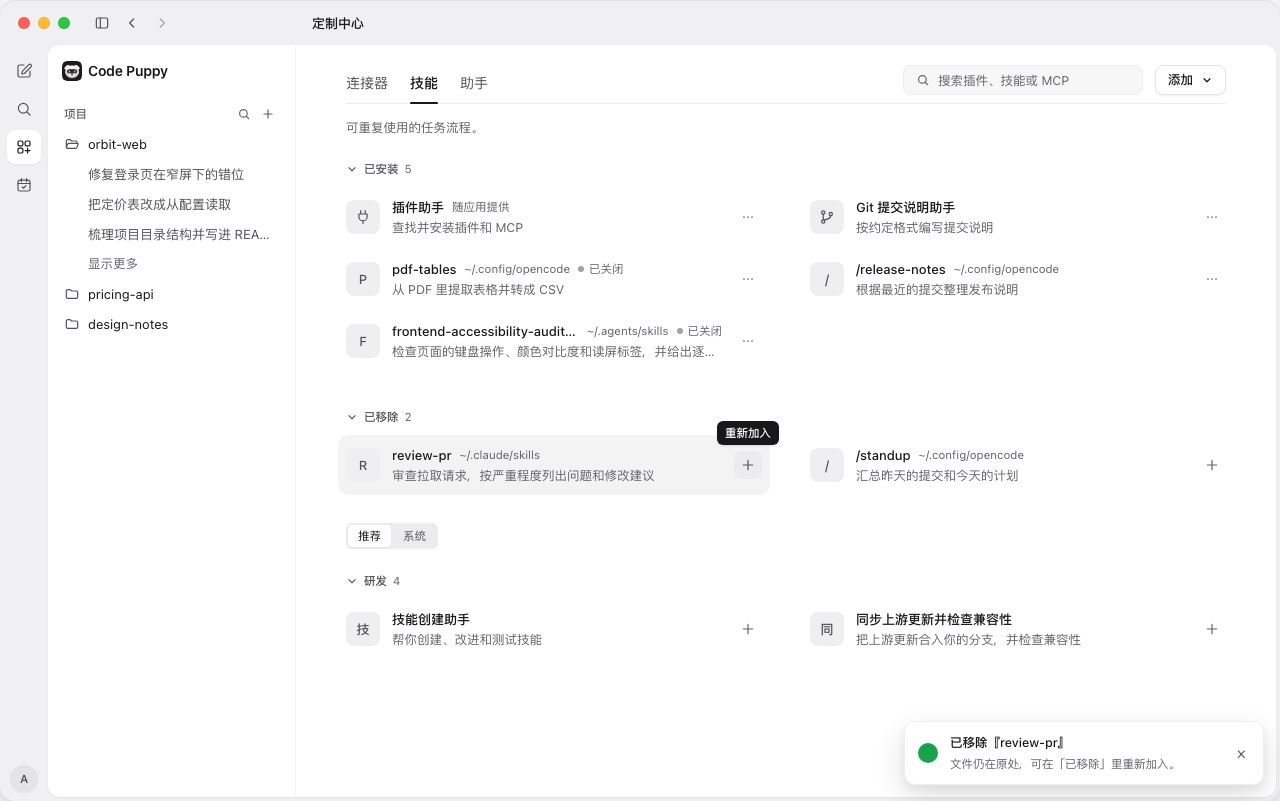 定制中心
Code Puppy
项目
orbit-web
修复登录页在窄屏下的错位
把定价表改成从配置读取
梳理项目目录结构并写进 REA...
显示更多
pricing-api
design-notes
A
连接器 技能 助手
搜索插件、技能或 MCP
添加
可重复使用的任务流程。
已安装 5
插件助手 随应用提供
查找并安装插件和 MCP
Git 提交说明助手
按约定格式编写提交说明
P
pdf-tables ~/.config/opencode 已关闭
从 PDF 里提取表格并转成 CSV
/
/release-notes ~/.config/opencode
根据最近的提交整理发布说明
F
frontend-accessibility-audit... ~/.agents/skills 已关闭
检查页面的键盘操作、颜色对比度和读屏标签，并给出逐...
已移除 2
重新加入
R
review-pr ~/.claude/skills
审查拉取请求，按严重程度列出问题和修改建议
/
/standup ~/.config/opencode
汇总昨天的提交和今天的计划
推荐 系统
研发 4
技
技能创建助手
帮你创建、改进和测试技能
同
同步上游更新并检查兼容性
把上游更新合入你的分支，并检查兼容性
已移除『review-pr』
文件仍在原处，可在「已移除」里重新加入。